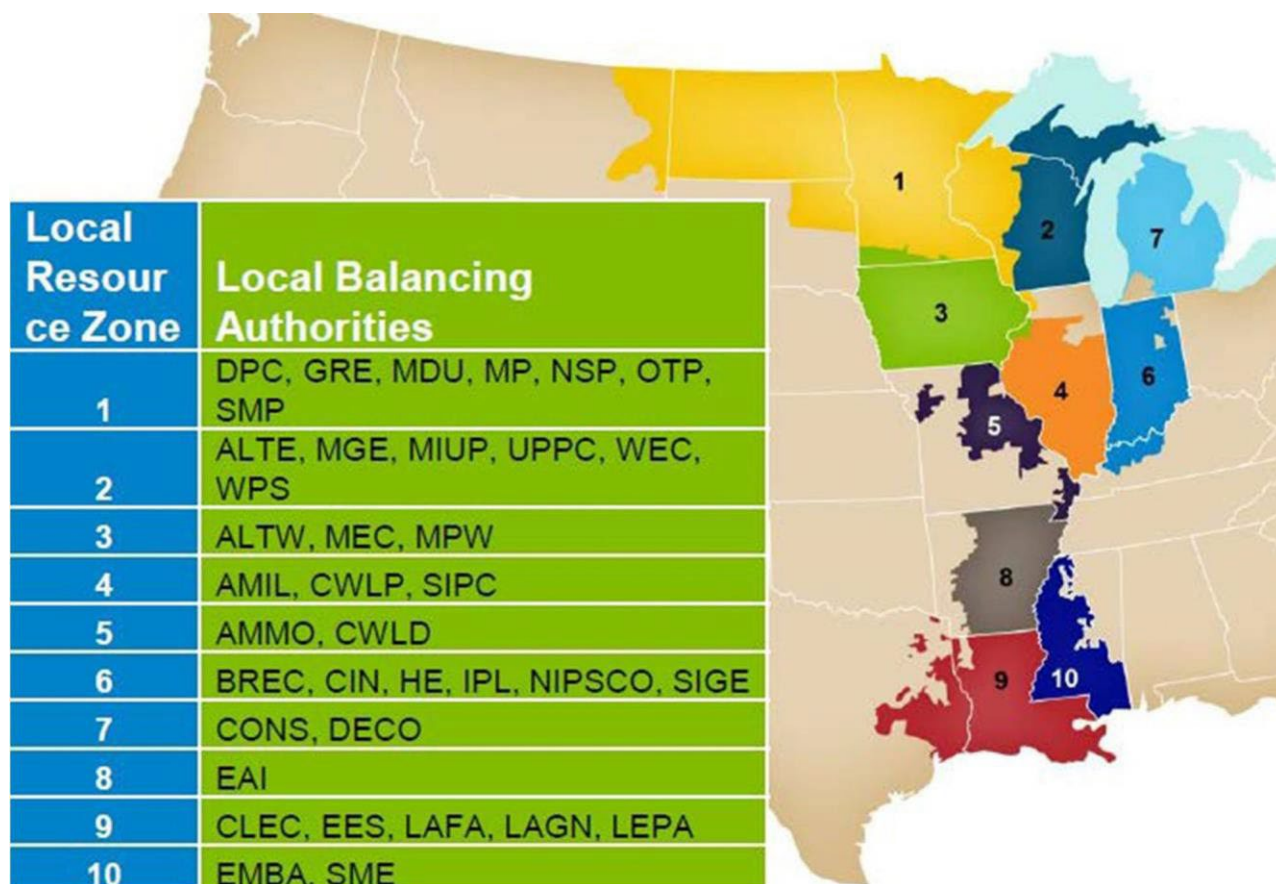 Local
Resour
ce Zone
Local Balancing
Authorities
1
DPC, GRE, MDU, MP, NSP, OTP,
SMP
2
ALTE, MGE, MIUP, UPPC, WEC,
WPS
3
ALTW, MEC, MPW
4
AMIL, CWLP, SIPC
5
AMMO, CWLD
6
BREC, CIN, HE, IPL, NIPSCO, SIGE
7
CONS, DECO
8
EAI
9
CLEC, EES, LAFA, LAGN, LEPA
10
EMBA, SME
1
2
7
3
4
6
5
8
9
10